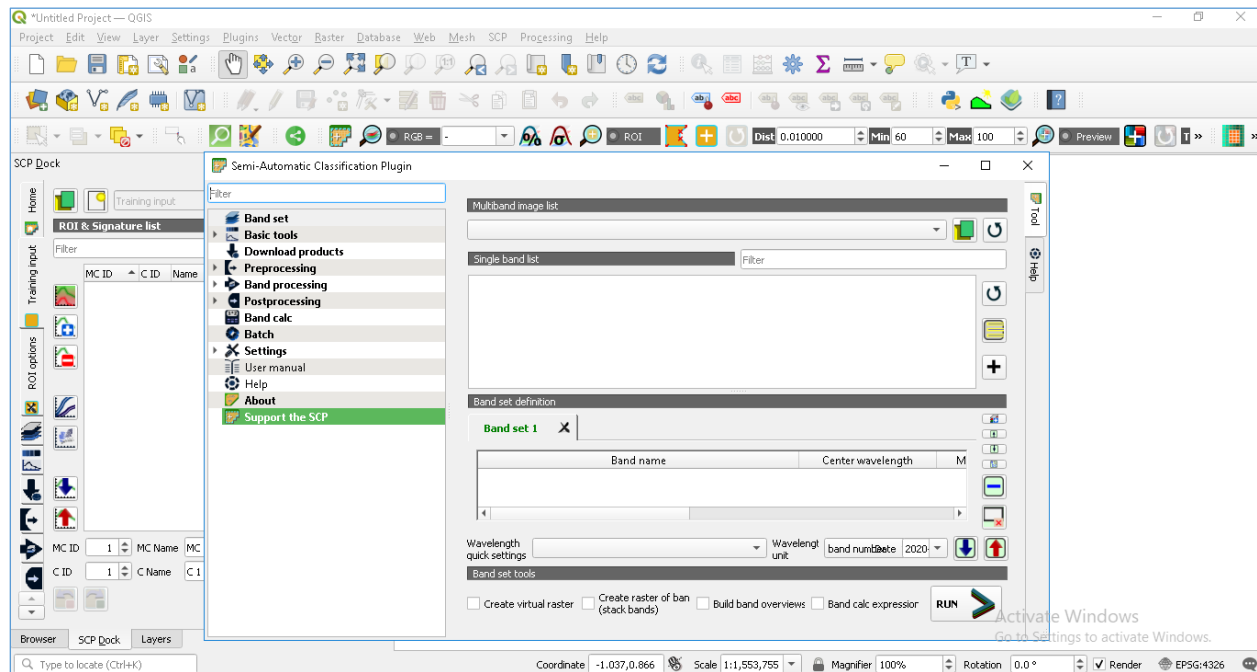 *Untitled Project — QGIS
Project Edit View Layer Settings Plugins Vector Raster Database Web Mesh SCP Processing Help
RGB = - ROI Dist 0.010000 Min 60 Max 100 Preview T »
SCP Dock
Semi-Automatic Classification Plugin
Home
Training input
ROI options
Training input
ROI & Signature list
Filter
MC ID C ID Name
MC ID 1 MC Name MC
C ID 1 C Name C 1
Filter
Band set
Basic tools
Download products
Preprocessing
Band processing
Postprocessing
Band calc
Batch
Settings
User manual
Help
About
Support the SCP
Multiband image list
Single band list Filter
Band set definition
Band set 1
Band name Center wavelength M
Wavelength quick settings
Wavelengt unit
band number
Date 2020-
Band set tools
Create virtual raster
Create raster of ban
(stack bands)
Build band overviews
Band calc expression
RUN
Tool
Help
Activate Windows
Go to Settings to activate Windows.
Browser SCP Dock Layers
Type to locate (Ctrl+K) Coordinate -1.037,0.866 Scale 1:1,553,755 Magnifier 100% Rotation 0.0 ° Render EPSG:4326